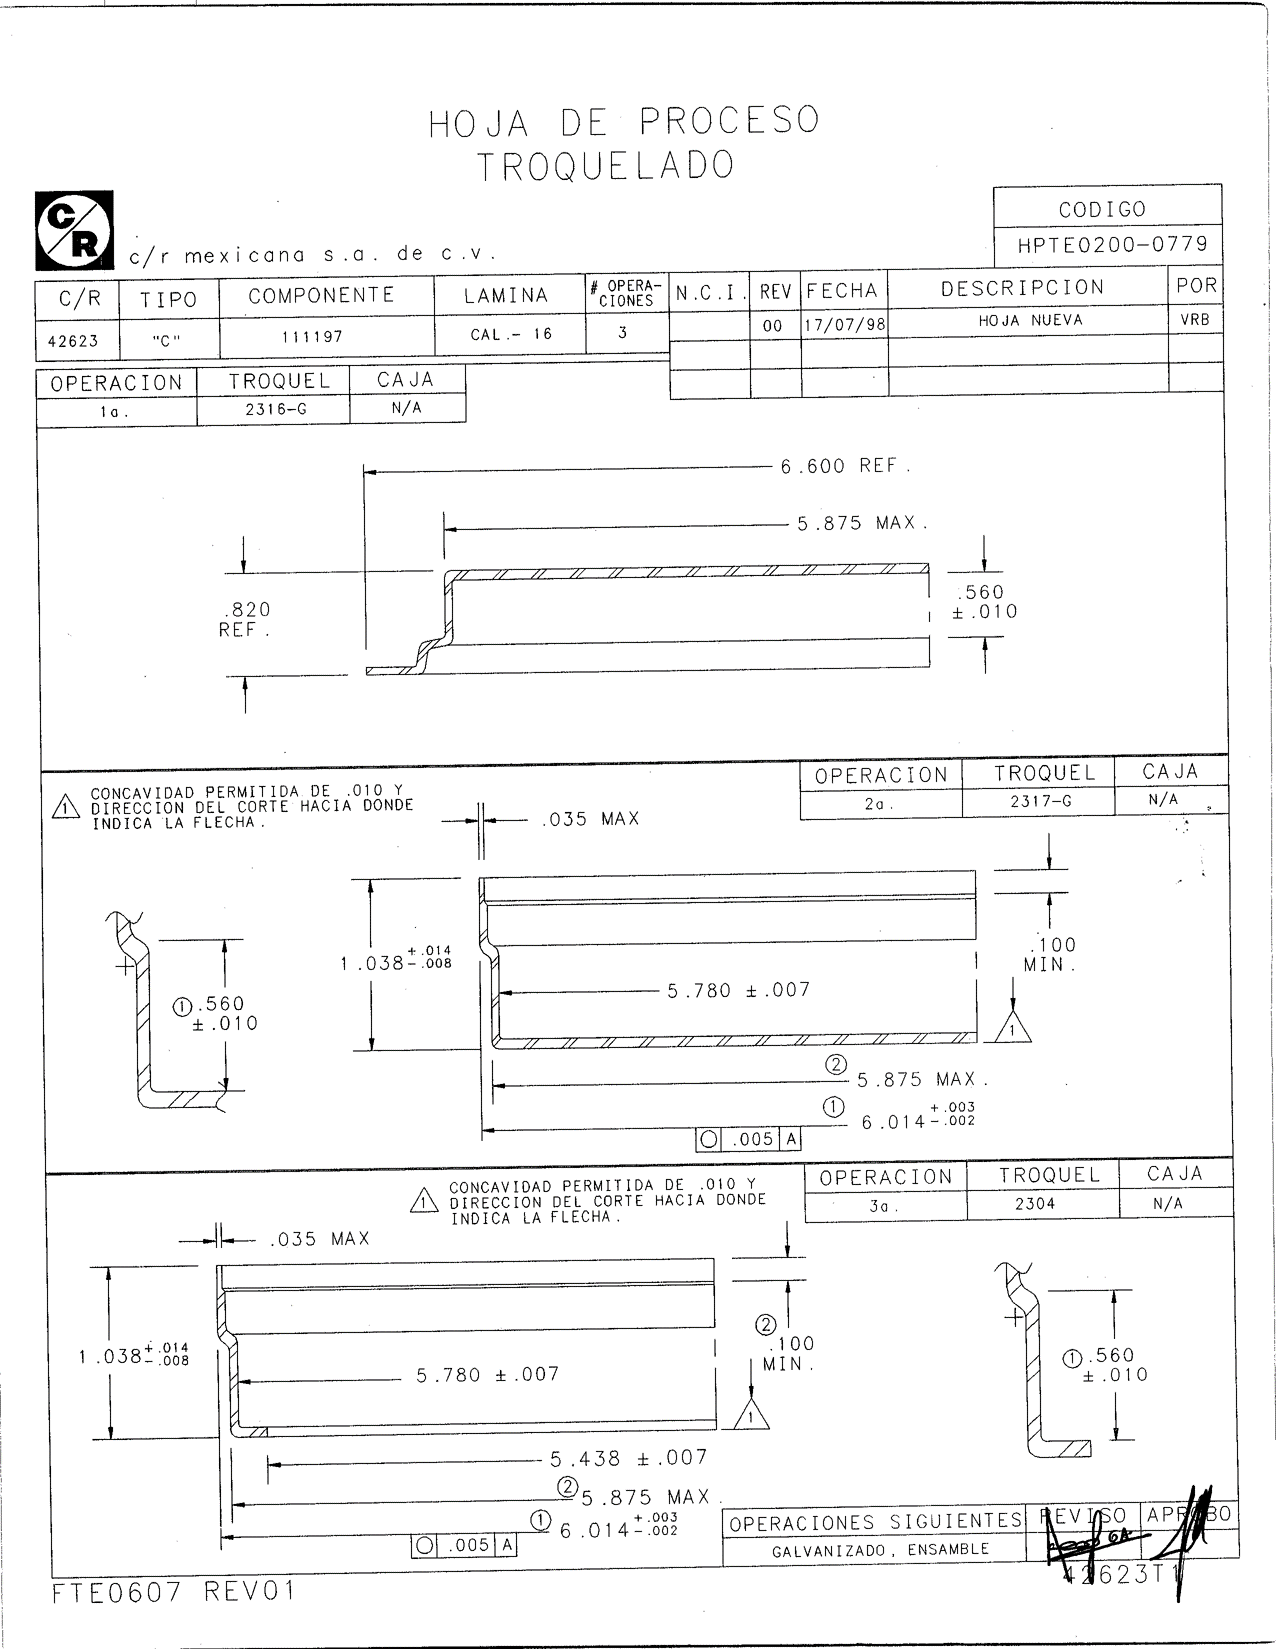 HOJA DE PROCESO
TROQUELADO
C/R
c/r mexicana s.a. de c.v.
CODIGO
HPTE0200-0779
C/R TIPO COMPONENTE LAMINA # OPERA-CIONES N.C.I. REV FECHA DESCRIPCION POR
42623 "C" 111197 CAL.- 16 3 00 17/07/98 HOJA NUEVA VRB
OPERACION TROQUEL CAJA
1a. 2316-G N/A
6.600 REF.
5.875 MAX.
.820
REF.
.560
±.010
OPERACION TROQUEL CAJA
2a. 2317-G N/A
1 CONCAVIDAD PERMITIDA DE .010 Y
DIRECCION DEL CORTE HACIA DONDE
INDICA LA FLECHA.
.035 MAX
1.038 +.014 -.008
.100
MIN.
5.780 ±.007
1 .560
±.010
1
2 5.875 MAX.
1 6.014 +.003 -.002
.005 A
OPERACION TROQUEL CAJA
3a. 2304 N/A
1 CONCAVIDAD PERMITIDA DE .010 Y
DIRECCION DEL CORTE HACIA DONDE
INDICA LA FLECHA.
.035 MAX
1.038 +.014 -.008
2 .100
MIN.
5.780 ±.007
1 .560
±.010
1
5.438 ±.007
2 5.875 MAX.
1 6.014 +.003 -.002
.005 A
OPERACIONES SIGUIENTES REVISO APROBO
GALVANIZADO, ENSAMBLE
42623T1
FTE0607 REV01